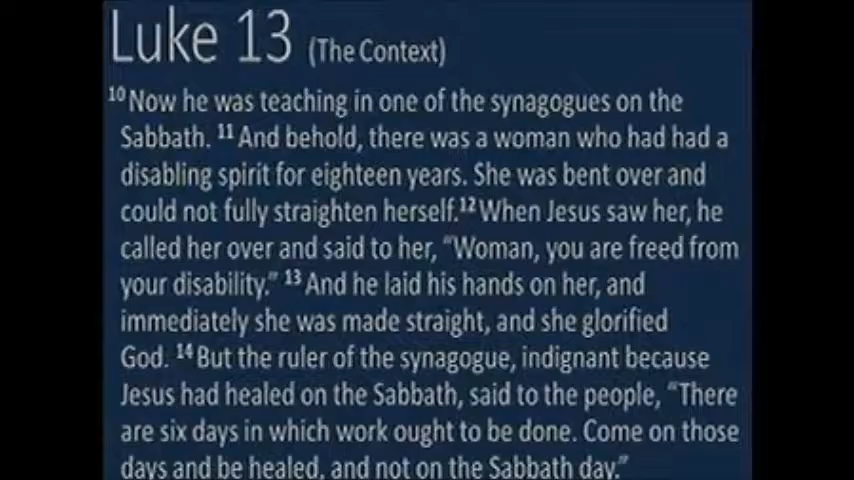 Luke 13 (The Context)
10 Now he was teaching in one of the synagogues on the
Sabbath. 11 And behold, there was a woman who had had a
disabling spirit for eighteen years. She was bent over and
could not fully straighten herself.12 When Jesus saw her, he
called her over and said to her, “Woman, you are freed from
your disability.” 13 And he laid his hands on her, and
immediately she was made straight, and she glorified
God. 14 But the ruler of the synagogue, indignant because
Jesus had healed on the Sabbath, said to the people, “There
are six days in which work ought to be done. Come on those
days and be healed, and not on the Sabbath day.”